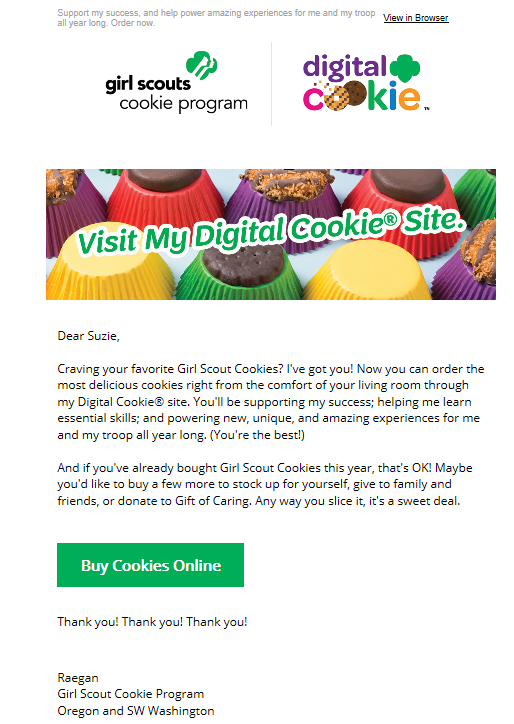 Support my success, and help power amazing experiences for me and my troop
all year long. Order now.
View in Browser
girl scouts
cookie program
digital
cookie™
Visit My Digital Cookie® Site.
Dear Suzie,
Craving your favorite Girl Scout Cookies? I've got you! Now you can order the
most delicious cookies right from the comfort of your living room through
my Digital Cookie® site. You'll be supporting my success; helping me learn
essential skills; and powering new, unique, and amazing experiences for me
and my troop all year long. (You're the best!)
And if you've already bought Girl Scout Cookies this year, that's OK! Maybe
you'd like to buy a few more to stock up for yourself, give to family and
friends, or donate to Gift of Caring. Any way you slice it, it's a sweet deal.
Buy Cookies Online
Thank you! Thank you! Thank you!
Raegan
Girl Scout Cookie Program
Oregon and SW Washington